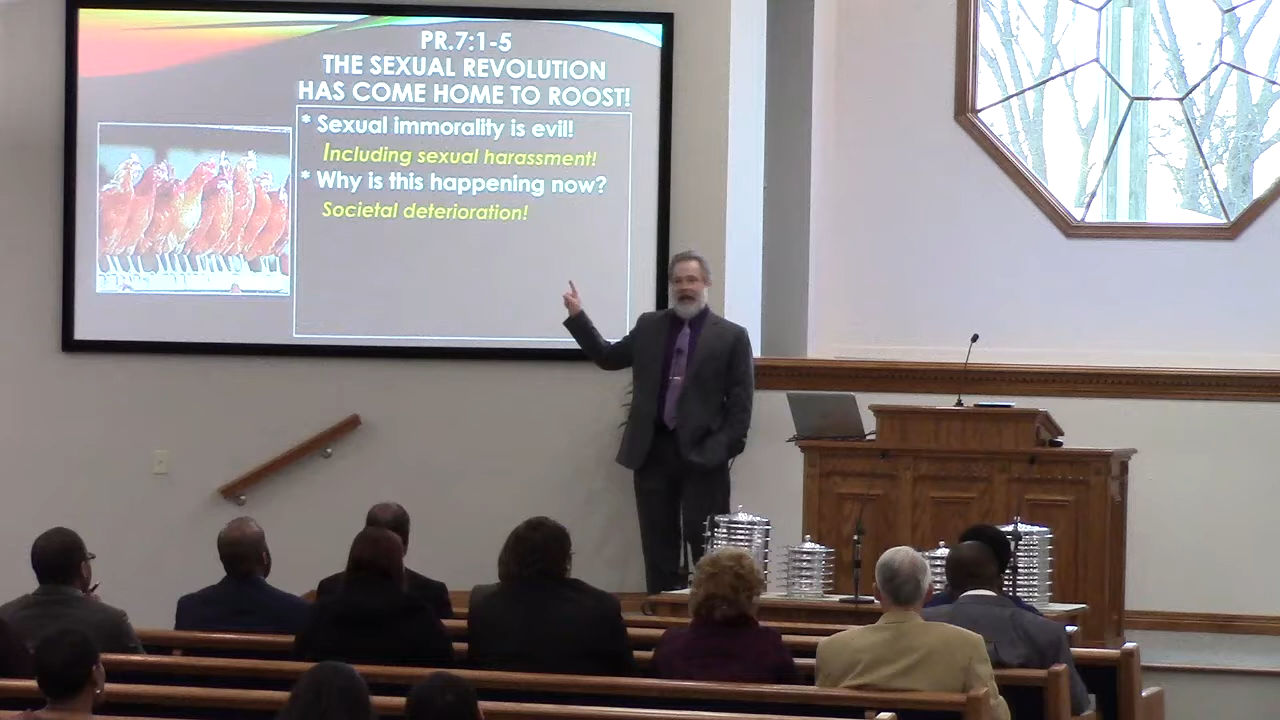 PR.7:1-5
THE SEXUAL REVOLUTION
HAS COME HOME TO ROOST!
* Sexual immorality is evil!
Including sexual harassment!
* Why is this happening now?
Societal deterioration!